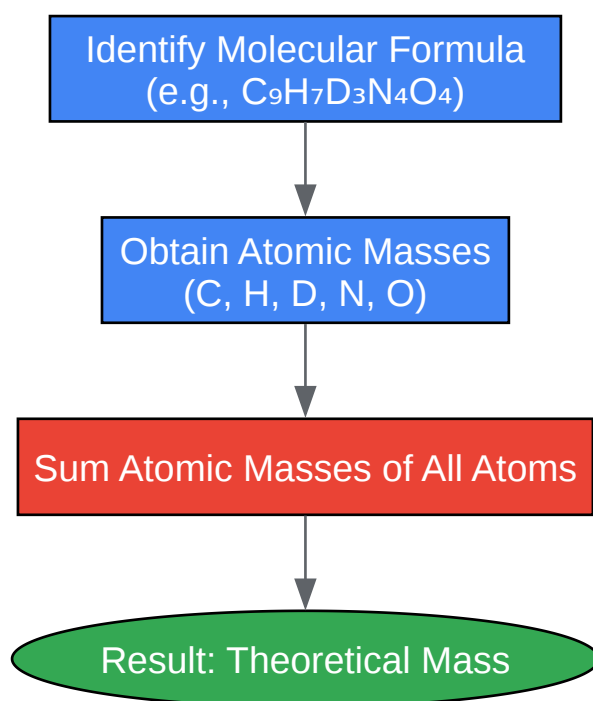 Identify Molecular Formula
(e.g., C₉H₇D₃N₄O₄)
Obtain Atomic Masses
(C, H, D, N, O)
Sum Atomic Masses of All Atoms
Result: Theoretical Mass